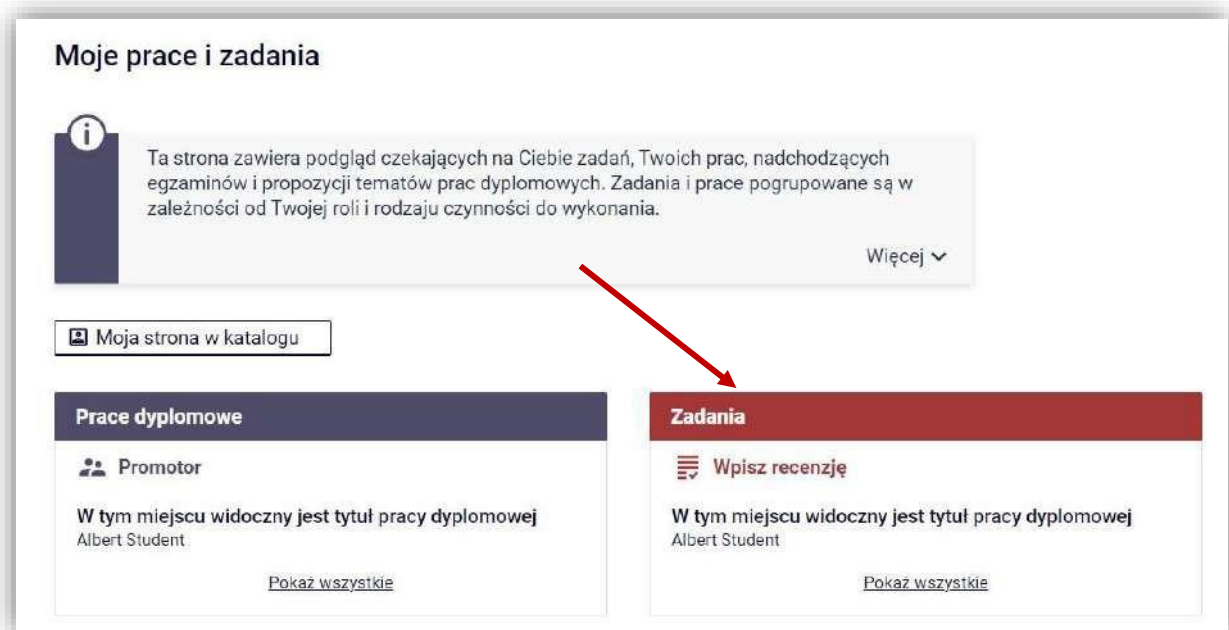 Moje prace i zadania
Ta strona zawiera podgląd czekających na Ciebie zadań, Twoich prac, nadchodzących
egzaminów i propozycji tematów prac dyplomowych. Zadania i prace pogrupowane są w
zależności od Twojej roli i rodzaju czynności do wykonania.
Więcej
Moja strona w katalogu
Prace dyplomowe
Promotor
W tym miejscu widoczny jest tytuł pracy dyplomowej
Albert Student
Pokaż wszystkie
Zadania
Wpisz recenzję
W tym miejscu widoczny jest tytuł pracy dyplomowej
Albert Student
Pokaż wszystkie